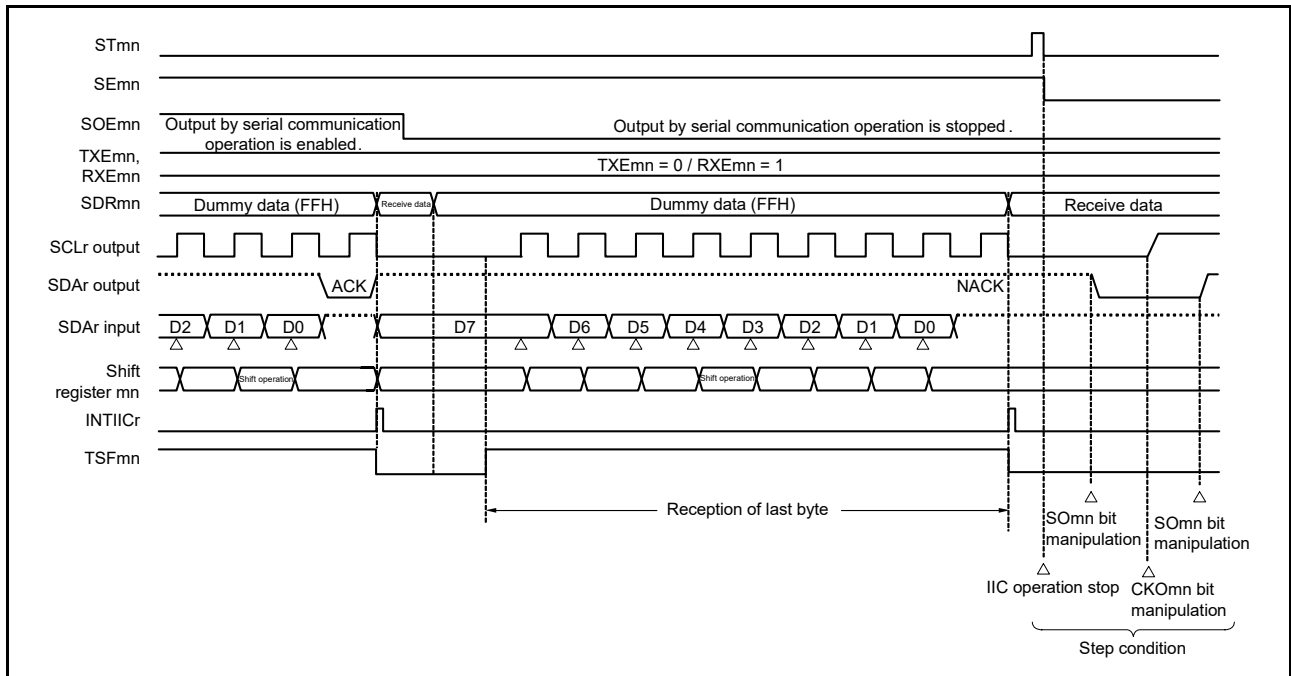 STmn
SEmn
SOEmn
Output by serial communication
operation is enabled.
Output by serial communication operation is stopped.
TXEmn,
RXEmn
TXEmn = 0 / RXEmn = 1
SDRmn
Dummy data (FFH)
Receive data
Dummy data (FFH)
Receive data
SCLr output
SDAr output
ACK
NACK
SDAr input
D2 D1 D0 D7 D6 D5 D4 D3 D2 D1 D0
Shift
register mn
Shift operation
Shift operation
INTIICr
TSFmn
Reception of last byte
SOmn bit
manipulation
SOmn bit
manipulation
IIC operation stop
CKOmn bit
manipulation
Step condition